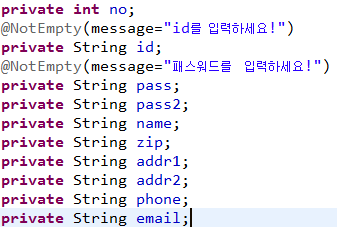 private int no;
@NotEmpty(message="id를 입력하세요!")
private String id;
@NotEmpty(message="패스워드를 입력하세요!")
private String pass;
private String pass2;
private String name;
private String zip;
private String addr1;
private String addr2;
private String phone;
private String email;